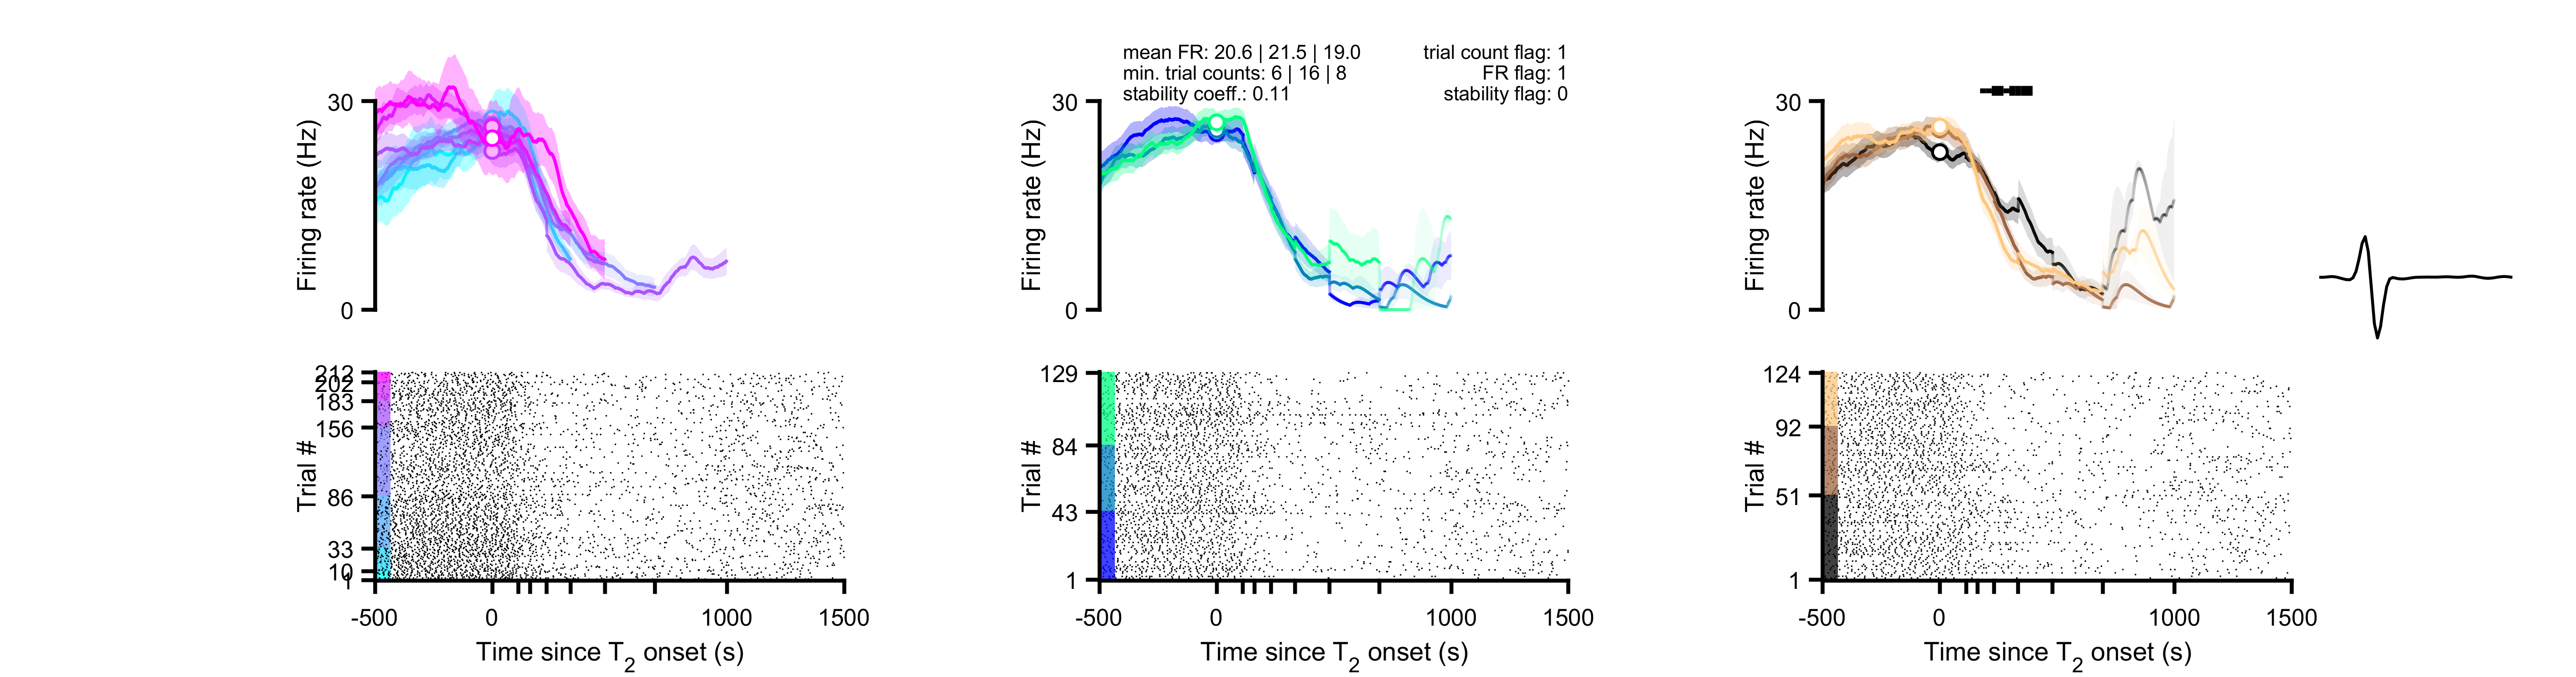 mean FR: 20.6 | 21.5 | 19.0
min. trial counts: 6 | 16 | 8
stability coeff.: 0.11
trial count flag: 1
FR flag: 1
stability flag: 0
30
0
Firing rate (Hz)
30
0
Firing rate (Hz)
30
0
Firing rate (Hz)
212
202
183
156
86
33
10
1
Trial #
-500
0
1000
1500
Time since T2 onset (s)
129
84
43
1
Trial #
-500
0
1000
1500
Time since T2 onset (s)
124
92
51
1
Trial #
-500
0
1000
1500
Time since T2 onset (s)